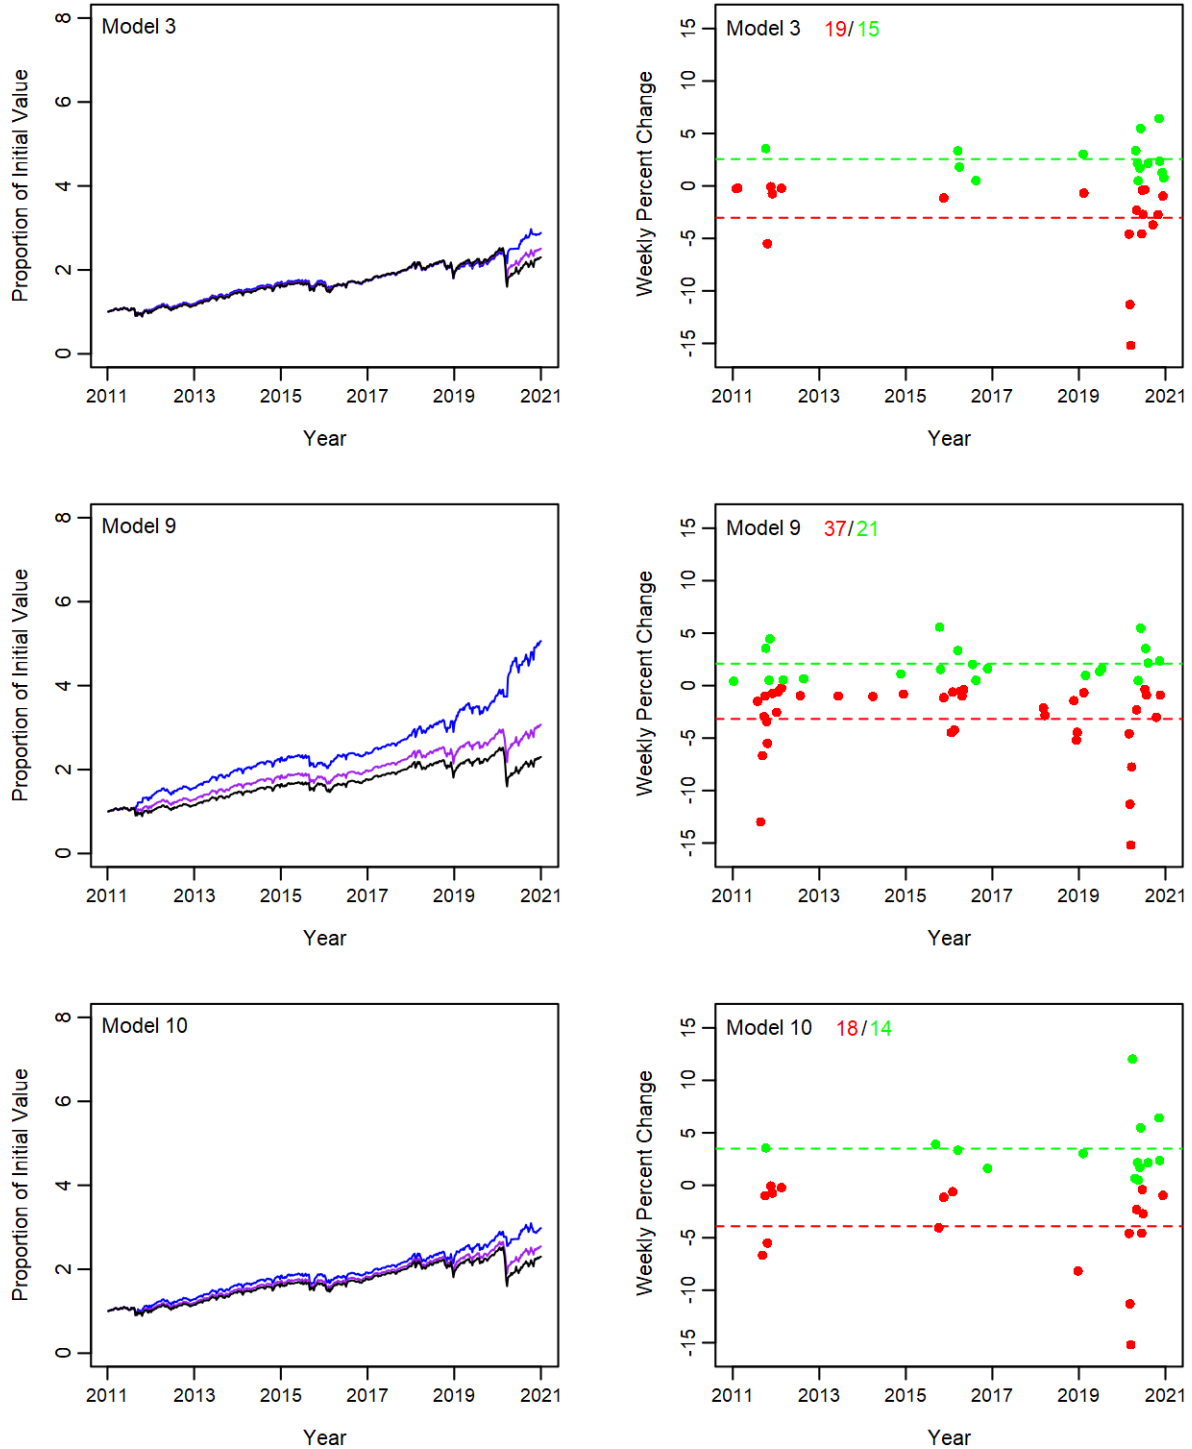 Model 3
Proportion of Initial Value
8
6
4
2
0
2011 2013 2015 2017 2019 2021
Year
Model 3 19/15
Weekly Percent Change
15
10
5
0
-5
-10
-15
2011 2013 2015 2017 2019 2021
Year
Model 9
Proportion of Initial Value
8
6
4
2
0
2011 2013 2015 2017 2019 2021
Year
Model 9 37/21
Weekly Percent Change
15
10
5
0
-5
-10
-15
2011 2013 2015 2017 2019 2021
Year
Model 10
Proportion of Initial Value
8
6
4
2
0
2011 2013 2015 2017 2019 2021
Year
Model 10 18/14
Weekly Percent Change
15
10
5
0
-5
-10
-15
2011 2013 2015 2017 2019 2021
Year